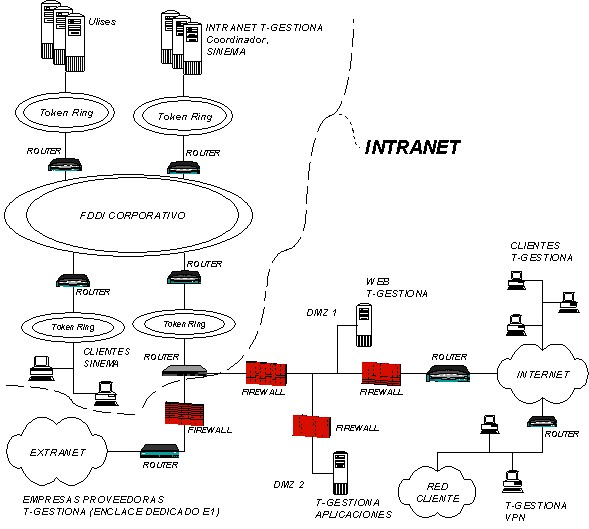 Ulises
INTRANET T-GESTIONA
Coordinador,
SINEMA
Token Ring
Token Ring
ROUTER
ROUTER
INTRANET
FDDI CORPORATIVO
ROUTER
ROUTER
CLIENTES
T-GESTIONA
WEB
T-GESTIONA
DMZ 1
Token Ring
Token Ring
CLIENTES
SINEMA
ROUTER
ROUTER
INTERNET
FIREWALL
FIREWALL
FIREWALL
FIREWALL
ROUTER
EXTRANET
ROUTER
DMZ 2
RED
CLIENTE
EMPRESAS PROVEEDORAS
T-GESTIONA (ENCLACE DEDICADO E1)
T-GESTIONA
APLICACIONES
T-GESTIONA
VPN